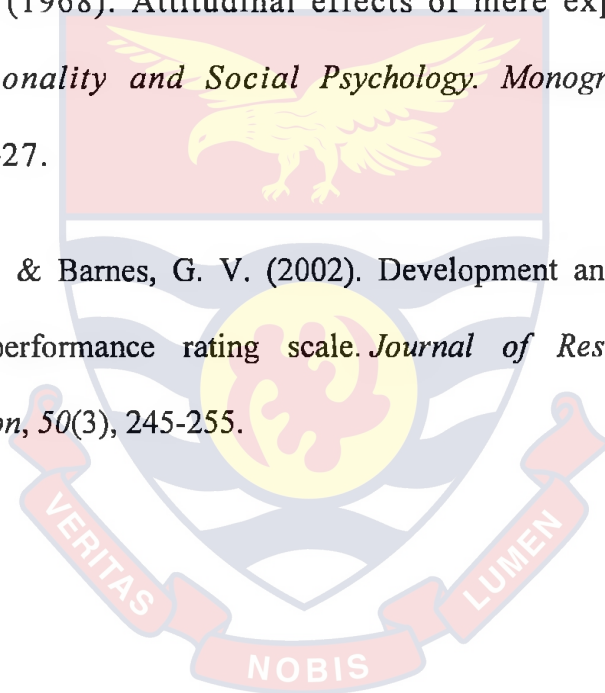 (1968). Attitudinal effects of mere exp
onality and Social Psychology. Monogr
-27.
& Barnes, G. V. (2002). Development an
performance rating scale. Journal of Res
on, 50(3), 245-255.
VERITAS
NOBIS
LUMEN